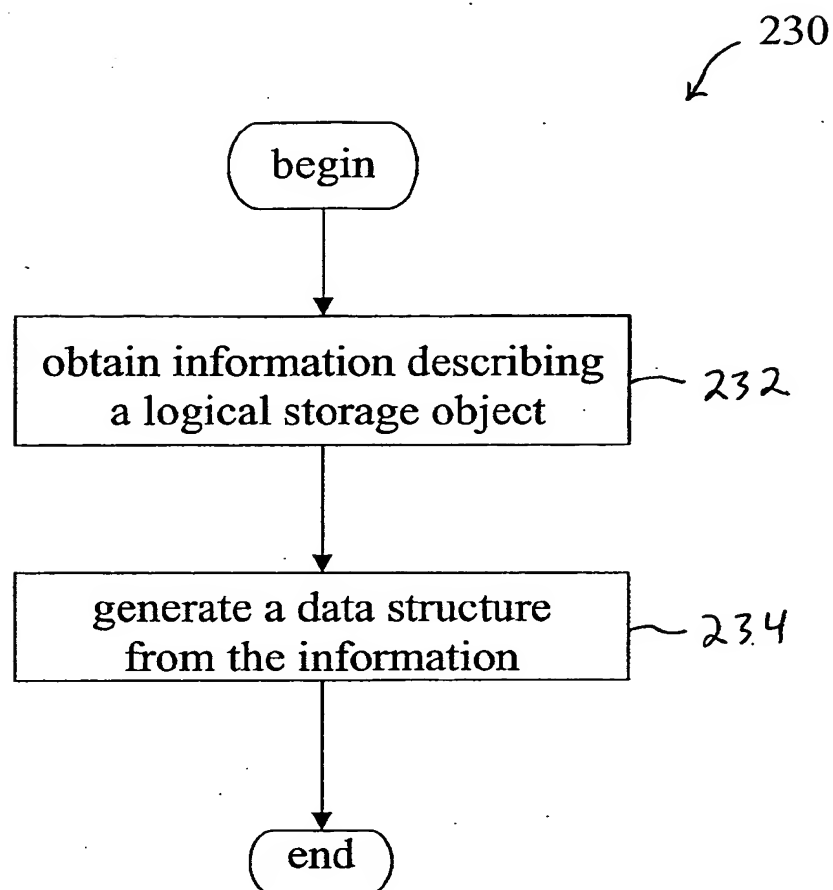 230
begin
obtain information describing
a logical storage object
232
generate a data structure
from the information
234
end